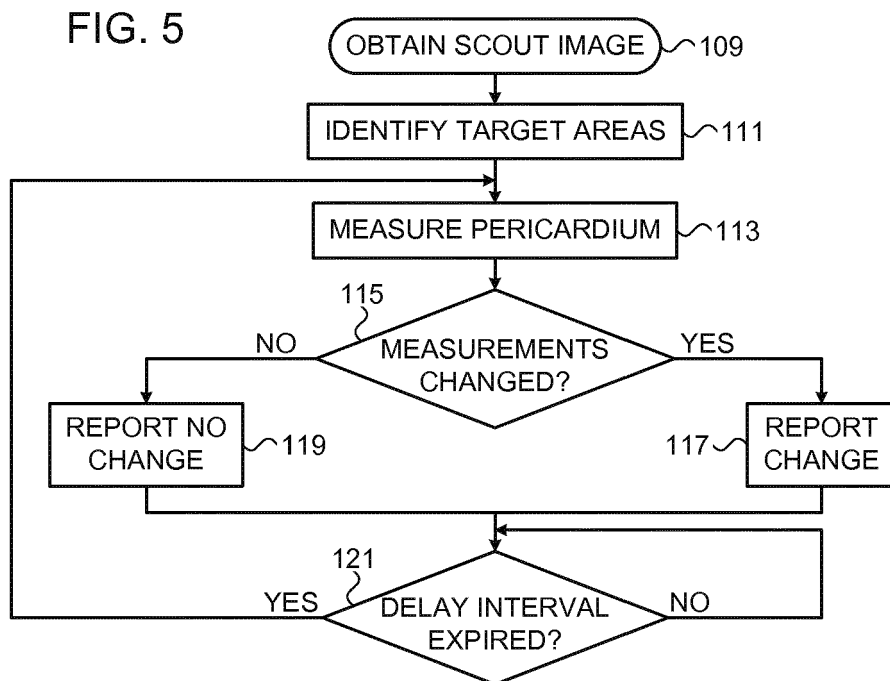 FIG. 5
OBTAIN SCOUT IMAGE
109
IDENTIFY TARGET AREAS
111
MEASURE PERICARDIUM
113
115
NO
MEASUREMENTS
CHANGED?
YES
REPORT NO
CHANGE
119
117
REPORT
CHANGE
121
YES
DELAY INTERVAL
EXPIRED?
NO